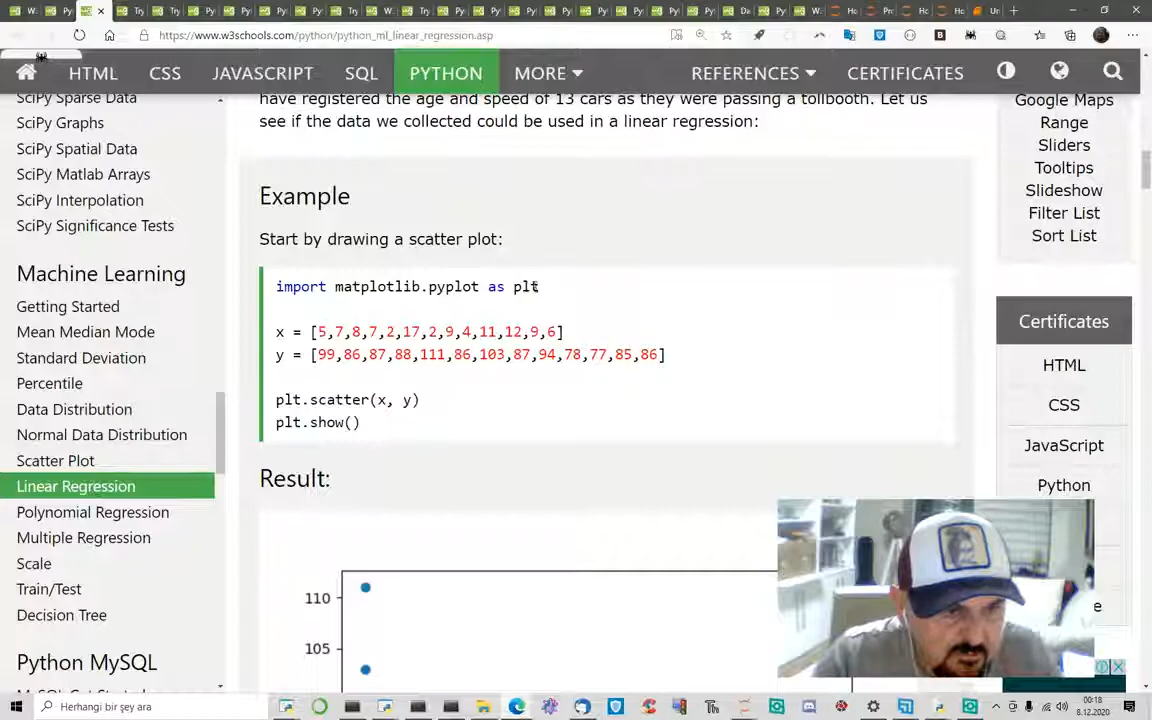 https://www.w3schools.com/python/python_ml_linear_regression.asp
HTML CSS JAVASCRIPT SQL PYTHON MORE REFERENCES CERTIFICATES
SciPy Sparse Data
SciPy Graphs
SciPy Spatial Data
SciPy Matlab Arrays
SciPy Interpolation
SciPy Significance Tests
Machine Learning
Getting Started
Mean Median Mode
Standard Deviation
Percentile
Data Distribution
Normal Data Distribution
Scatter Plot
Linear Regression
Polynomial Regression
Multiple Regression
Scale
Train/Test
Decision Tree
Python MySQL
have registered the age and speed of 13 cars as they were passing a tollbooth. Let us
see if the data we collected could be used in a linear regression:
Example
Start by drawing a scatter plot:
import matplotlib.pyplot as plt
x = [5,7,8,7,2,17,2,9,4,11,12,9,6]
y = [99,86,87,88,111,86,103,87,94,78,77,85,86]
plt.scatter(x, y)
plt.show()
Result:
110
105
Google Maps
Range
Sliders
Tooltips
Slideshow
Filter List
Sort List
Certificates
HTML
CSS
JavaScript
Python
Herhangi bir şey ara
00:18
8.12.2020